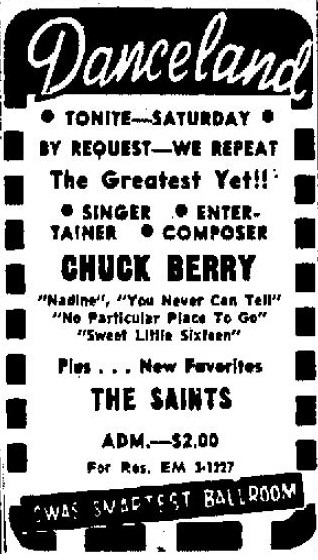 Danceland
• TONITE—SATURDAY •
BY REQUEST—WE REPEAT
The Greatest Yet!!
• SINGER • ENTER-
TAINER • COMPOSER
CHUCK BERRY
"Nadine", "You Never Can Tell"
"No Particular Place To Go"
"Sweet Little Sixteen"
Plus . . . New Favorites
THE SAINTS
ADM.—$2.00
For Res. EM 3-1227
SMARTEST BALLROOM